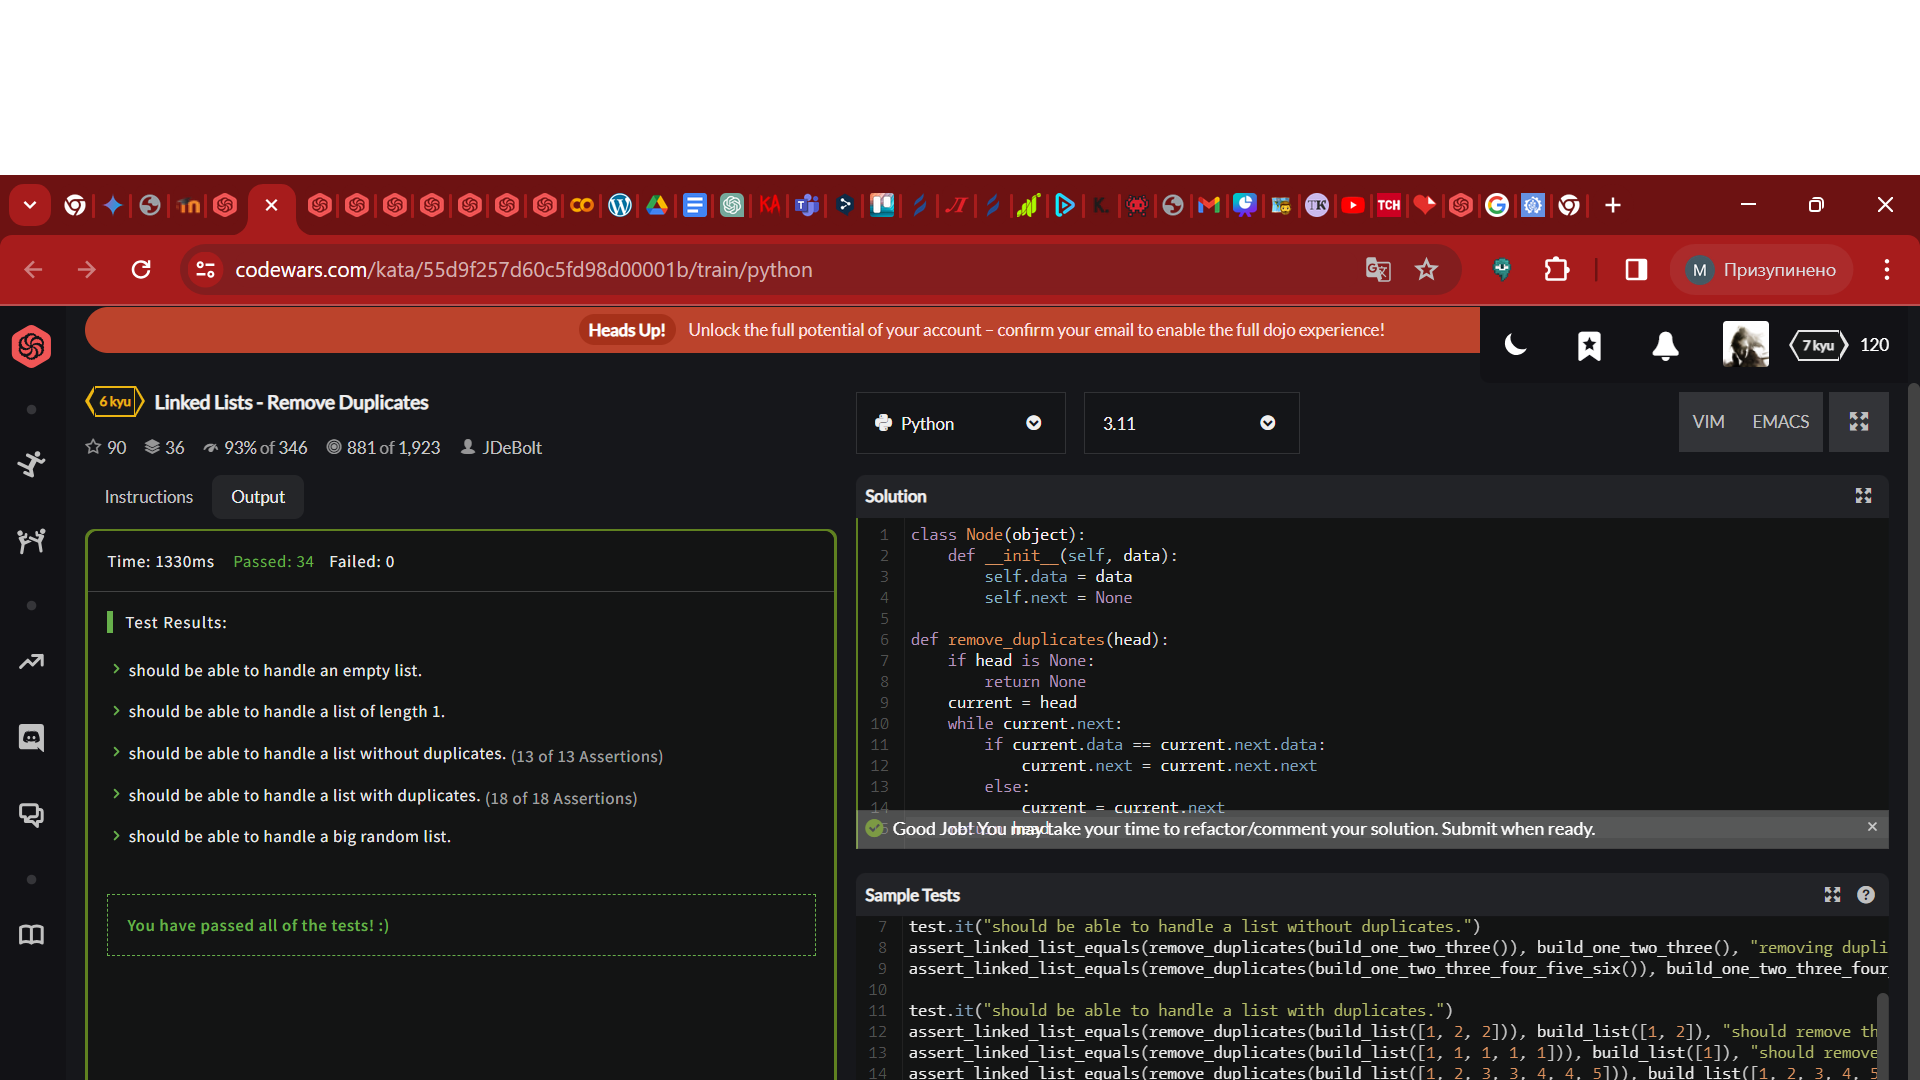 TCH
codewars.com/kata/55d9f257d60c5fd98d00001b/train/python
M Призупинено
Heads Up! Unlock the full potential of your account – confirm your email to enable the full dojo experience!
7 kyu 120
6 kyu Linked Lists - Remove Duplicates
90 36 93% of 346 881 of 1,923 JDeBolt
Python 3.11 VIM EMACS
Instructions Output
Solution
Time: 1330ms Passed: 34 Failed: 0
Test Results:
should be able to handle an empty list.
should be able to handle a list of length 1.
should be able to handle a list without duplicates. (13 of 13 Assertions)
should be able to handle a list with duplicates. (18 of 18 Assertions)
should be able to handle a big random list.
You have passed all of the tests! :)
1 class Node(object):
2     def __init__(self, data):
3         self.data = data
4         self.next = None
5
6 def remove_duplicates(head):
7     if head is None:
8         return None
9     current = head
10     while current.next:
11         if current.data == current.next.data:
12             current.next = current.next.next
13         else:
14             current = current.next
Good Job! You may take your time to refactor/comment your solution. Submit when ready.
Sample Tests
7 test.it("should be able to handle a list without duplicates.")
8 assert_linked_list_equals(remove_duplicates(build_one_two_three()), build_one_two_three(), "removing dupli
9 assert_linked_list_equals(remove_duplicates(build_one_two_three_four_five_six()), build_one_two_three_four_
10
11 test.it("should be able to handle a list with duplicates.")
12 assert_linked_list_equals(remove_duplicates(build_list([1, 2, 2])), build_list([1, 2]), "should remove th
13 assert_linked_list_equals(remove_duplicates(build_list([1, 1, 1, 1, 1])), build_list([1]), "should remove
14 assert_linked_list_equals(remove_duplicates(build_list([1, 2, 3, 3, 4, 4, 5])), build_list([1, 2, 3, 4, 5